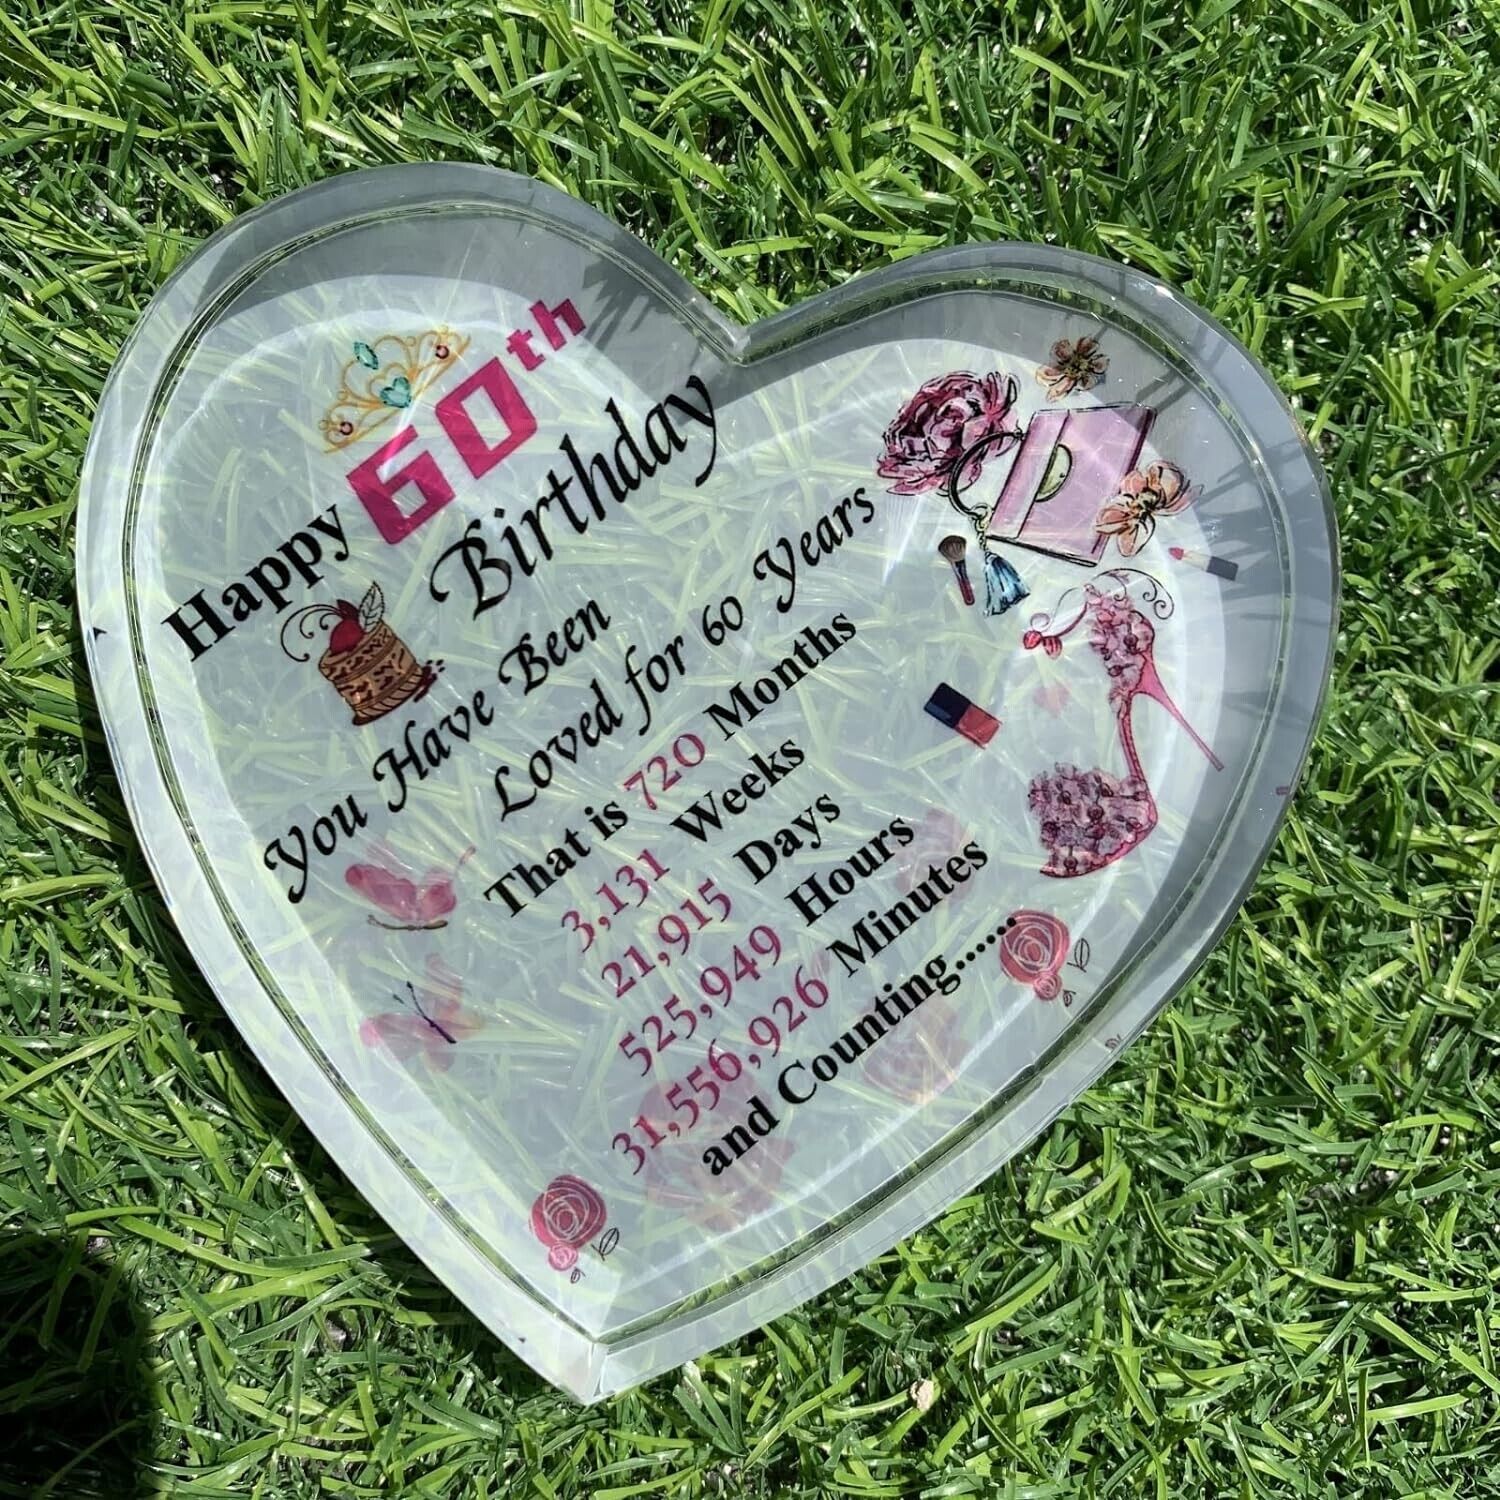 Happy 60th
Birthday
You Have Been
Loved for 60 Years
That is 720 Months
3,131 Weeks
21,915 Days
525,949 Hours
31,556,926 Minutes
and Counting......